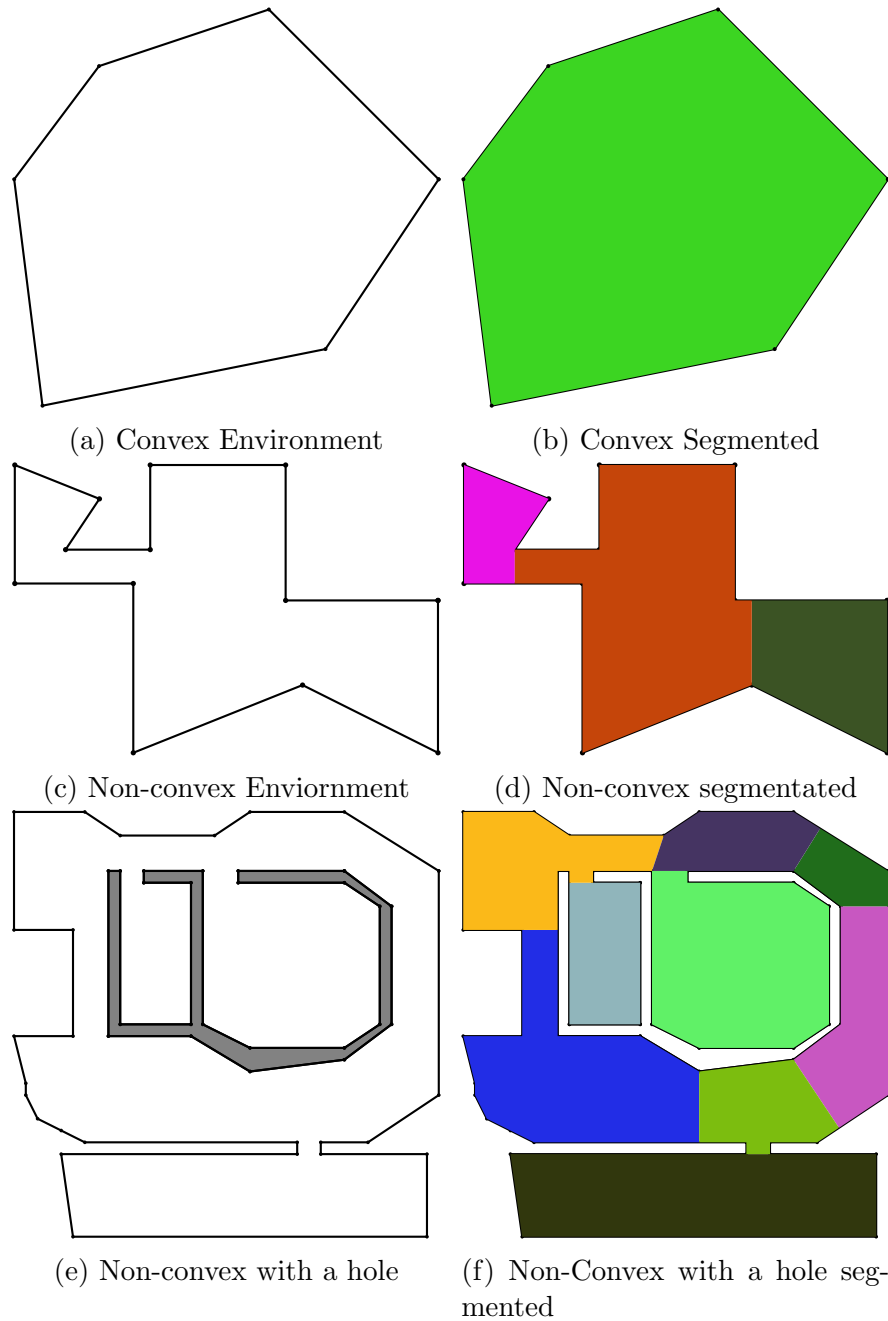 (a) Convex Environment
(b) Convex Segmented
(c) Non-convex Enviornment
(d) Non-convex segmentated
(e) Non-convex with a hole
(f) Non-Convex with a hole seg-
mented